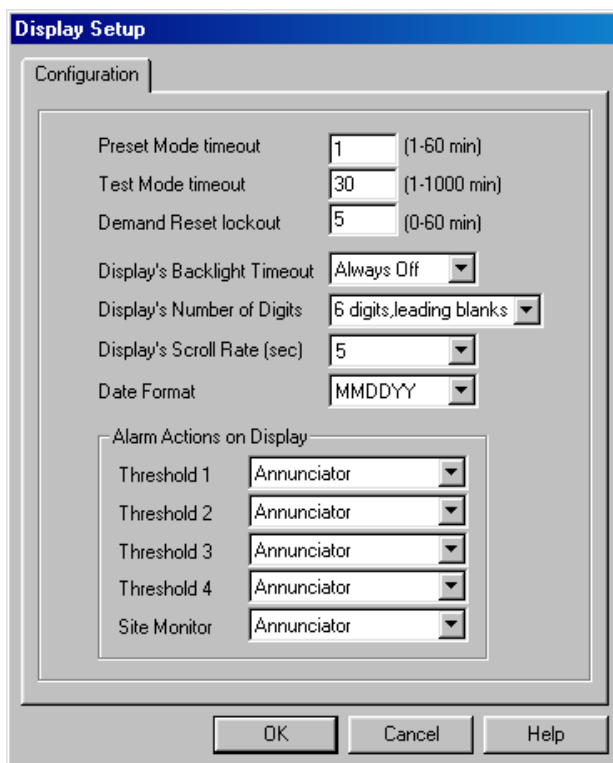 Display Setup
Configuration
Preset Mode timeout 1 (1-60 min)
Test Mode timeout 30 (1-1000 min)
Demand Reset lockout 5 (0-60 min)
Display's Backlight Timeout Always Off
Display's Number of Digits 6 digits,leading blanks
Display's Scroll Rate (sec) 5
Date Format MMDDYY
Alarm Actions on Display
Threshold 1 Annunciator
Threshold 2 Annunciator
Threshold 3 Annunciator
Threshold 4 Annunciator
Site Monitor Annunciator
OK Cancel Help